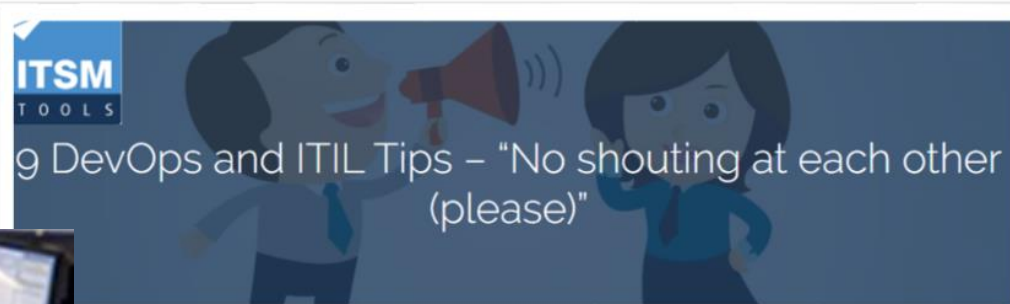 ITSM
TOOLS
9 DevOps and ITIL Tips – “No shouting at each other
(please)”